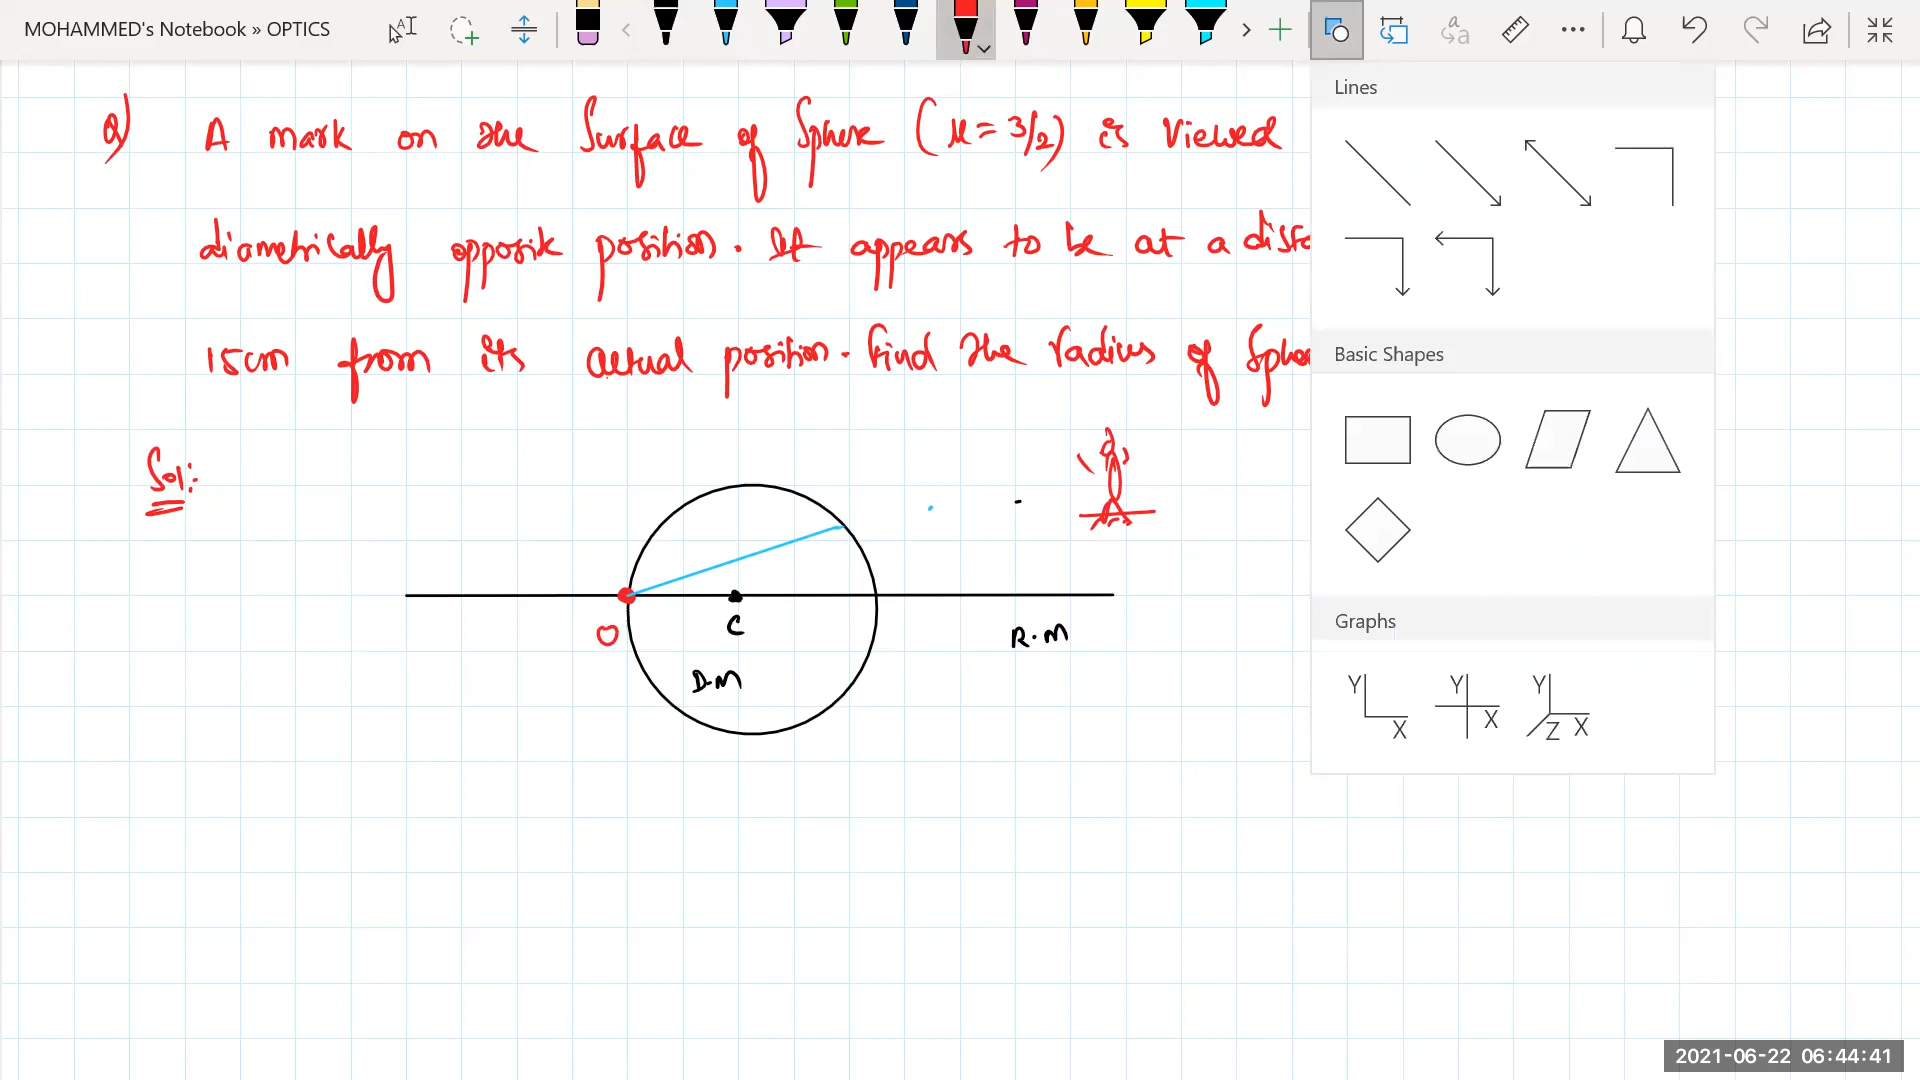 MOHAMMED's Notebook » OPTICS
Lines
Q) A mark on the Surface of Sphere (μ = 3/2) is Viewed
diametrically opposite position. It appears to be at a dista
15cm from its actual position. Find the radius of Sphe
Basic Shapes
Sol:
O C R.M
D.M
Graphs
Y X Y X Y Z X
2021-06-22 06:44:41